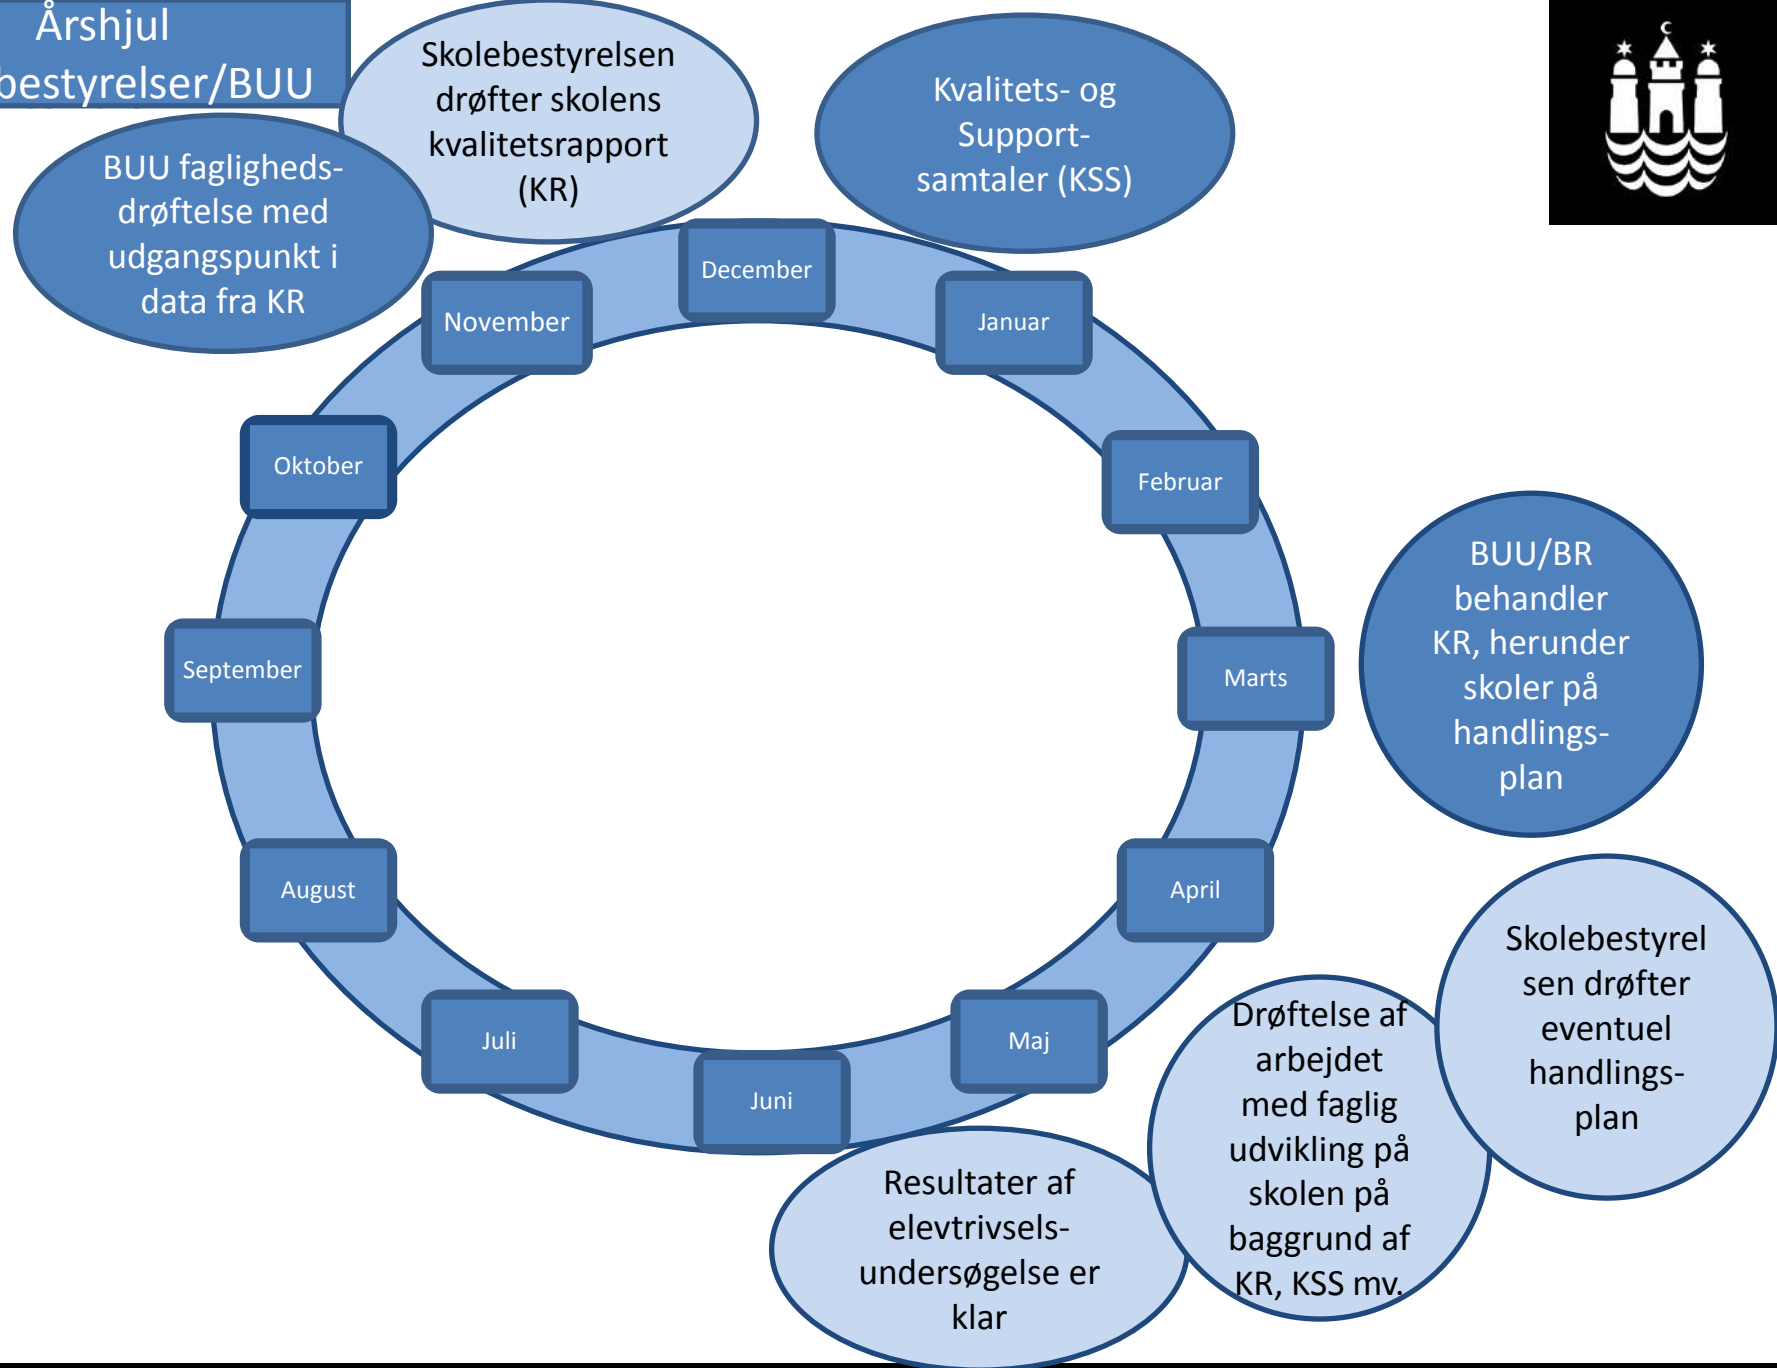 Årshjul
bestyrelser/BUU
Skolebestyrelsen
drøfter skolens
kvalitetsrapport
(KR)
Kvalitets- og
Support-
samtaler (KSS)
BUU fagligheds-
drøftelse med
udgangspunkt i
data fra KR
December
November
Januar
Oktober
Februar
BUU/BR
behandler
KR, herunder
skoler på
handlings-
plan
September
Marts
August
April
Skolebestyrel
sen drøfter
eventuel
handlings-
plan
Juli
Maj
Juni
Drøftelse af
arbejdet
med faglig
udvikling på
skolen på
baggrund af
KR, KSS mv.
Resultater af
elevtrivsels-
undersøgelse er
klar